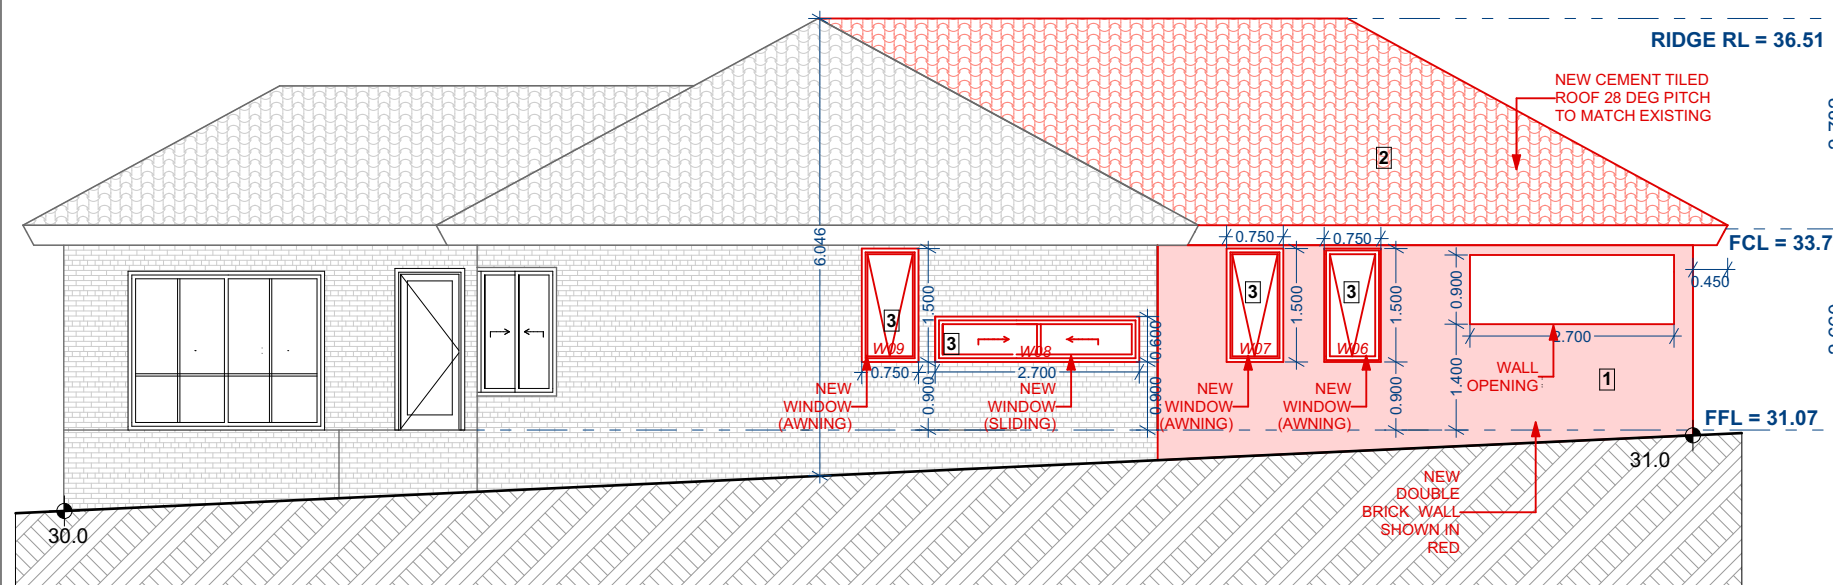 RIDGE RL = 36.51
NEW CEMENT TILED
ROOF 28 DEG PITCH
TO MATCH EXISTING
2
6.046
FCL = 33.7
0.750
0.750
0.450
3
1.500
W09
0.750
0.900
3
W08
0.600
2.700
0.900
3
1.500
W07
3
1.500
W06
0.900
0.900
1.400
2.700
NEW
WINDOW
(AWNING)
NEW
WINDOW
(SLIDING)
NEW
WINDOW
(AWNING)
NEW
WINDOW
(AWNING)
WALL
OPENING
1
FFL = 31.07
31.0
30.0
NEW
DOUBLE
BRICK WALL
SHOWN IN
RED